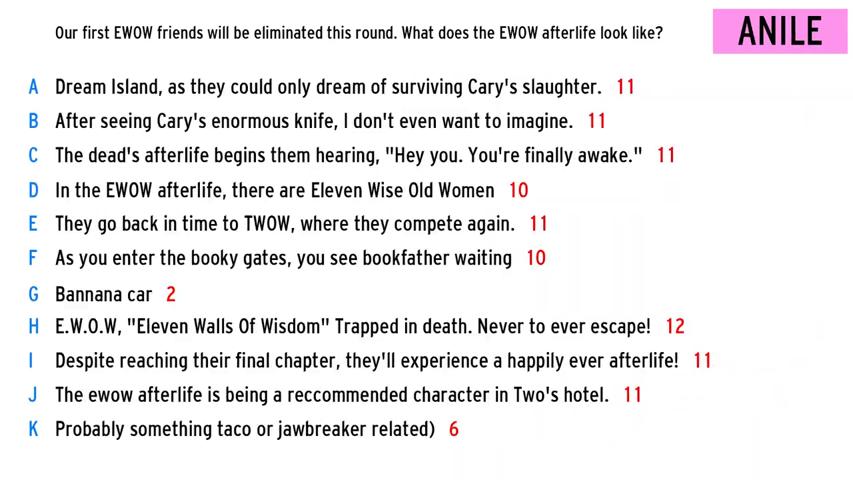 Our first EWOW friends will be eliminated this round. What does the EWOW afterlife look like?
ANILE
A Dream Island, as they could only dream of surviving Cary's slaughter. 11
B After seeing Cary's enormous knife, I don't even want to imagine. 11
C The dead's afterlife begins them hearing, "Hey you. You're finally awake." 11
D In the EWOW afterlife, there are Eleven Wise Old Women 10
E They go back in time to TWOW, where they compete again. 11
F As you enter the booky gates, you see bookfather waiting 10
G Bannana car 2
H E.W.O.W, "Eleven Walls Of Wisdom" Trapped in death. Never to ever escape! 12
I Despite reaching their final chapter, they'll experience a happily ever afterlife! 11
J The ewow afterlife is being a reccommended character in Two's hotel. 11
K Probably something taco or jawbreaker related) 6